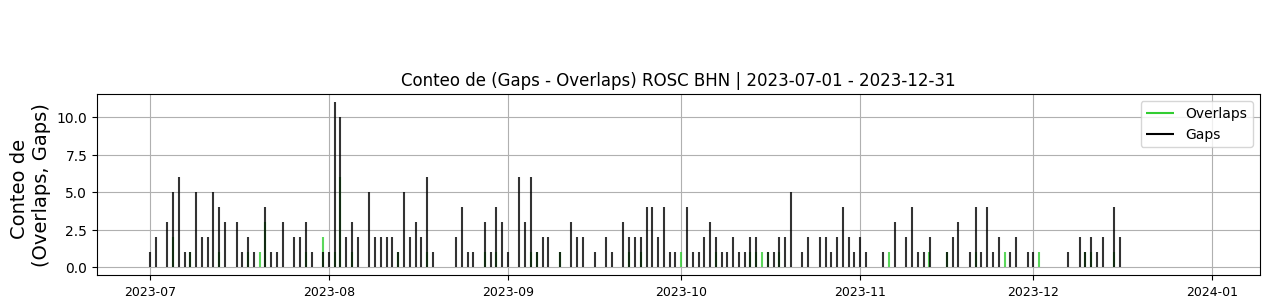 Conteo de (Gaps - Overlaps) ROSC BHN | 2023-07-01 - 2023-12-31
Conteo de
(Overlaps, Gaps)
10.0
7.5
5.0
2.5
0.0
Overlaps
Gaps
2023-07
2023-08
2023-09
2023-10
2023-11
2023-12
2024-01